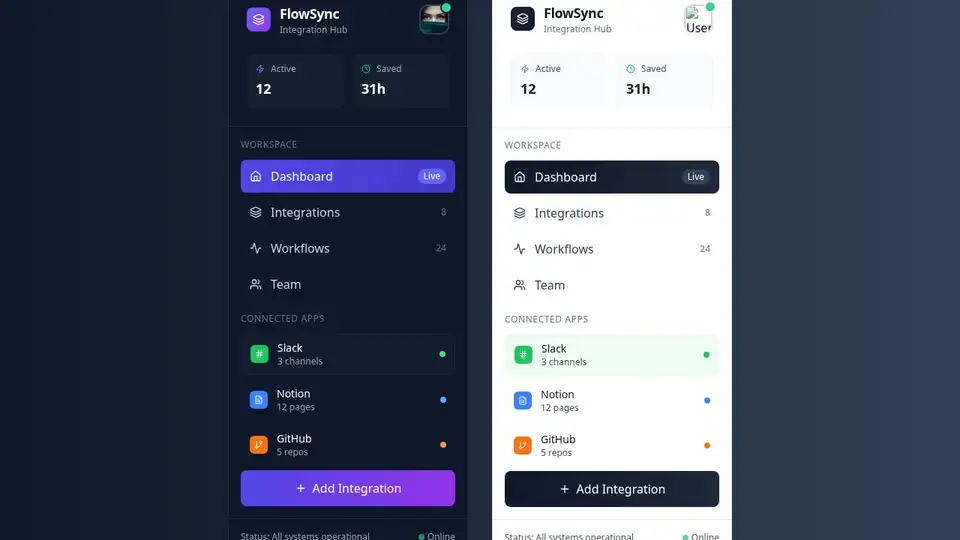 FlowSync
Integration Hub
Active
12
Saved
31h
WORKSPACE
Dashboard
Live
Integrations
8
Workflows
24
Team
CONNECTED APPS
Slack
3 channels
Notion
12 pages
GitHub
5 repos
+ Add Integration
Status: All systems operational
Online
FlowSync
Integration Hub
User
Active
12
Saved
31h
WORKSPACE
Dashboard
Live
Integrations
8
Workflows
24
Team
CONNECTED APPS
Slack
3 channels
Notion
12 pages
GitHub
5 repos
+ Add Integration
Status: All systems operational
Online